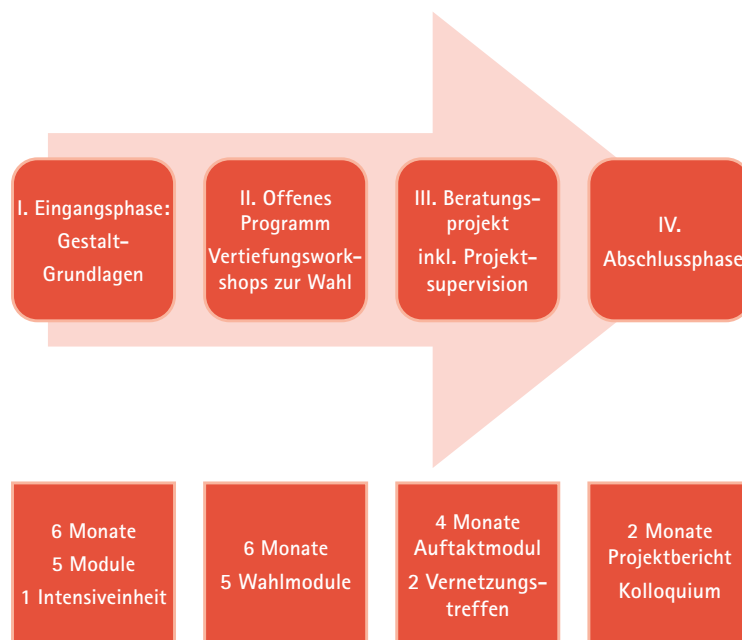 I. Eingangsphase:
Gestalt-
Grundlagen
II. Offenes
Programm
Vertiefungswork-
shops zur Wahl
III. Beratungs-
projekt
inkl. Projekt-
supervision
IV.
Abschlussphase
6 Monate
5 Module
1 Intensiveinheit
6 Monate
5 Wahlmodule
4 Monate
Auftaktmodul
2 Vernetzungs-
treffen
2 Monate
Projektbericht
Kolloquium